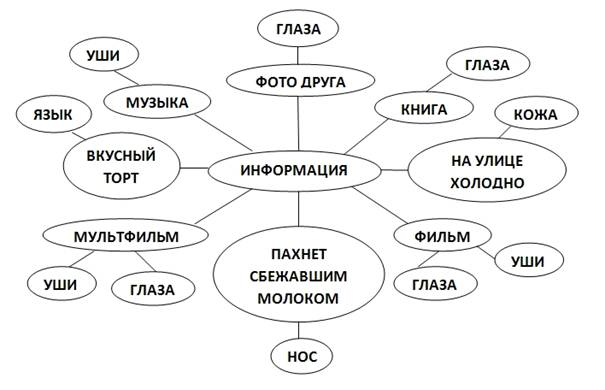 ГЛАЗА
УШИ
ГЛАЗА
ФОТО ДРУГА
МУЗЫКА
КНИГА
ЯЗЫК
КОЖА
ВКУСНЫЙ
ТОРТ
ИНФОРМАЦИЯ
НА УЛИЦЕ
ХОЛОДНО
МУЛЬТФИЛЬМ
ПАХНЕТ
СБЕЖАВШИМ
МОЛОКОМ
ФИЛЬМ
УШИ
ГЛАЗА
ГЛАЗА
УШИ
НОС